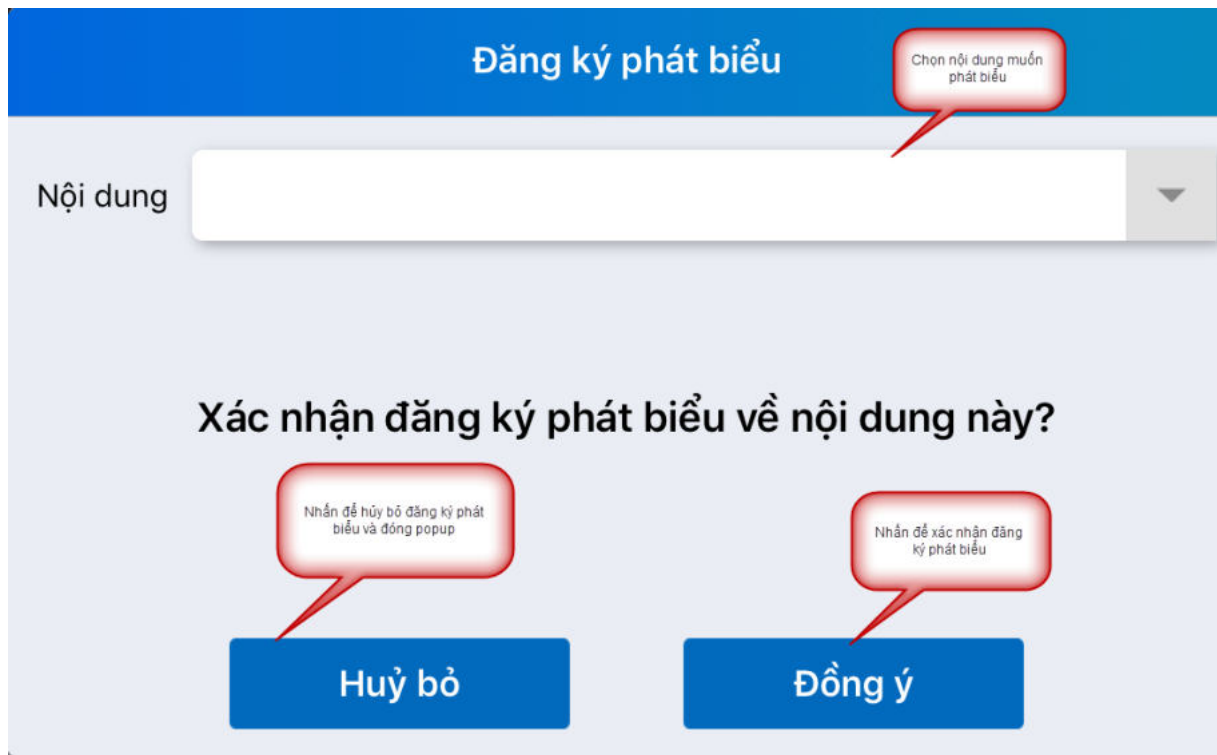 Đăng ký phát biểu
Chọn nội dung muốn
phát biểu
Nội dung
Xác nhận đăng ký phát biểu về nội dung này?
Nhấn để hủy bỏ đăng ký phát
biểu và đóng popup
Nhấn để xác nhận đăng
ký phát biểu
Huỷ bỏ
Đồng ý